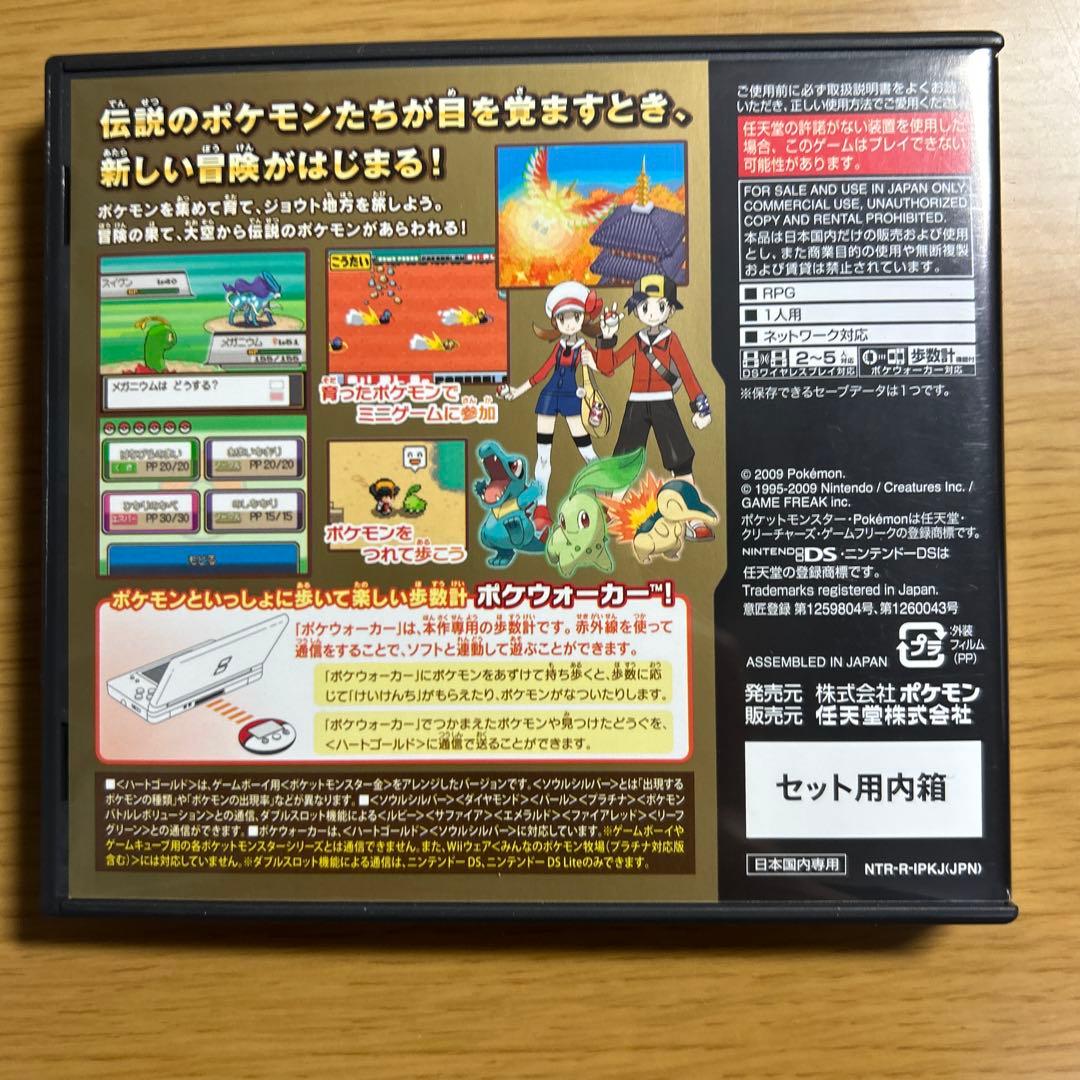 伝説のポケモンたちが目を覚ますとき、
新しい冒険がはじまる！
ポケモンを集めて育て、ジョウト地方を旅しよう。
冒険の果て、大空から伝説のポケモンがあらわれる！
スイクン Lv40
メガニウム Lv51
HP
155/155
メガニウムは どうする？
PP 20/20
PP 20/20
エスパー PP 30/30
PP 15/15
もどる
こうたい
育ったポケモンで
ミニゲームに参加
ポケモンを
つれて歩こう
ポケモンといっしょに歩いて楽しい歩数計 ポケウォーカー™！
「ポケウォーカー」は、本作専用の歩数計です。赤外線を使って
通信をすることで、ソフトと連動して遊ぶことができます。
「ポケウォーカー」にポケモンをあずけて持ち歩くと、歩数に応
じて「けいけんち」がもらえたり、ポケモンがなついたりします。
「ポケウォーカー」でつかまえたポケモンや見つけたどうぐを、
＜ハートゴールド＞に通信で送ることができます。
■＜ハートゴールド＞は、ゲームボーイ用＜ポケットモンスター金＞をアレンジしたバージョンです。＜ソウルシルバー＞とは「出現する
ポケモンの種類」や「ポケモンの出現率」などが異なります。■＜ソウルシルバー＞＜ダイヤモンド＞＜パール＞＜プラチナ＞＜ポケモン
バトルレボリューション＞との通信、ダブルスロット機能による＜ルビー＞＜サファイア＞＜エメラルド＞＜ファイアレッド＞＜リーフ
グリーン＞との通信ができます。■ポケウォーカーは、＜ハートゴールド＞＜ソウルシルバー＞に対応しています。※ゲームボーイや
ゲームキューブ用の各ポケットモンスターシリーズとは通信できません。また、Wiiウェア＜みんなのポケモン牧場（プラチナ対応版
含む）＞には対応していません。※ダブルスロット機能による通信は、ニンテンドーDS、ニンテンドーDS Liteのみできます。
ご使用前に必ず取扱説明書をよくお読
いただき、正しい使用方法でご愛用くださ
任天堂の許諾がない装置を使用した
場合、このゲームはプレイできない
可能性があります。
FOR SALE AND USE IN JAPAN ONLY.
COMMERCIAL USE, UNAUTHORIZED
COPY AND RENTAL PROHIBITED.
本品は日本国内だけの販売および使用
とし、また商業目的の使用や無断複製
および賃貸は禁止されています。
■ RPG
■ 1人用
■ ネットワーク対応
2～5人対応
DSワイヤレスプレイ対応
歩数計機能付
ポケウォーカー対応
※保存できるセーブデータは1つです。
© 2009 Pokémon.
© 1995-2009 Nintendo / Creatures Inc. /
GAME FREAK inc.
ポケットモンスター・Pokémonは任天堂・
クリーチャーズ・ゲームフリークの登録商標です。
NINTENDO DS・ニンテンドーDSは
任天堂の登録商標です。
Trademarks registered in Japan.
意匠登録 第1259804号、第1260043号
ASSEMBLED IN JAPAN
プラ
:外装
フィルム
(PP)
発売元 株式会社ポケモン
販売元 任天堂株式会社
セット用内箱
日本国内専用
NTR-R-IPKJ(JPN)